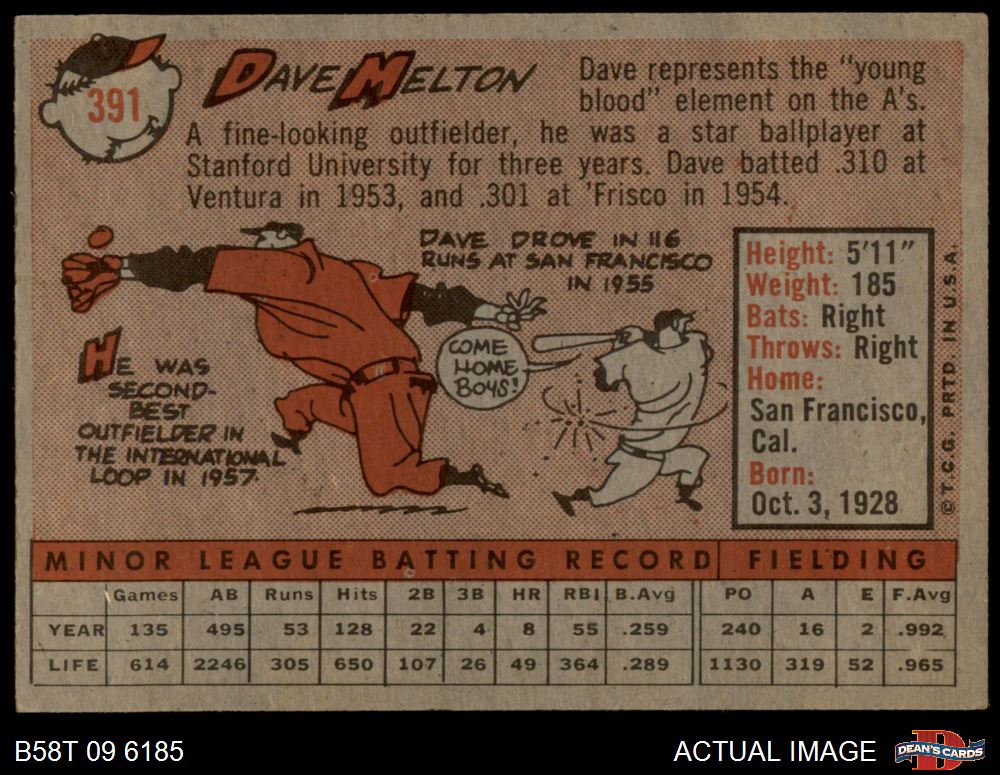 391
DAVE MELTON
Dave represents the "young
blood" element on the A's.
A fine-looking outfielder, he was a star ballplayer at
Stanford University for three years. Dave batted .310 at
Ventura in 1953, and .301 at 'Frisco in 1954.
DAVE DROVE IN 116
RUNS AT SAN FRANCISCO
IN 1955
HE WAS
SECOND-
BEST
OUTFIELDER IN
THE INTERNATIONAL
LOOP IN 1957.
COME
HOME
BOYS!
Height: 5'11"
Weight: 185
Bats: Right
Throws: Right
Home:
San Francisco,
Cal.
Born:
Oct. 3, 1928
© T.C.G. PRTD. IN U.S.A.
MINOR LEAGUE BATTING RECORD FIELDING
Games AB Runs Hits 2B 3B HR RBI B.Avg PO A E F.Avg
YEAR 135 495 53 128 22 4 8 55 .259 240 16 2 .992
LIFE 614 2246 305 650 107 26 49 364 .289 1130 319 52 .965
B58T 09 6185
ACTUAL IMAGE
D
DEAN'S CARDS